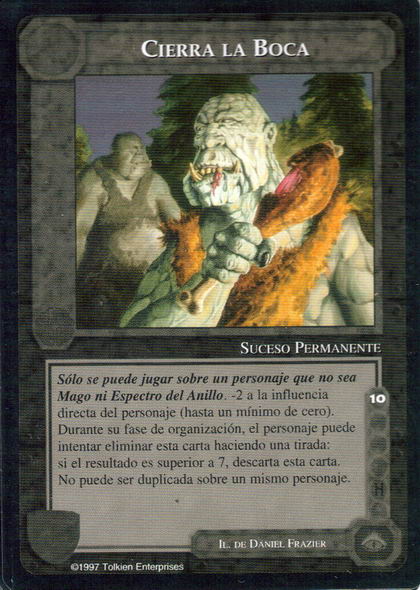 CIERRA LA BOCA
SUCESO PERMANENTE
Sólo se puede jugar sobre un personaje que no sea
Mago ni Espectro del Anillo. -2 a la influencia
directa del personaje (hasta un mínimo de cero).
Durante su fase de organización, el personaje puede
intentar eliminar esta carta haciendo una tirada:
si el resultado es superior a 7, descarta esta carta.
No puede ser duplicada sobre un mismo personaje.
10
IL. DE DANIEL FRAZIER
©1997 Tolkien Enterprises